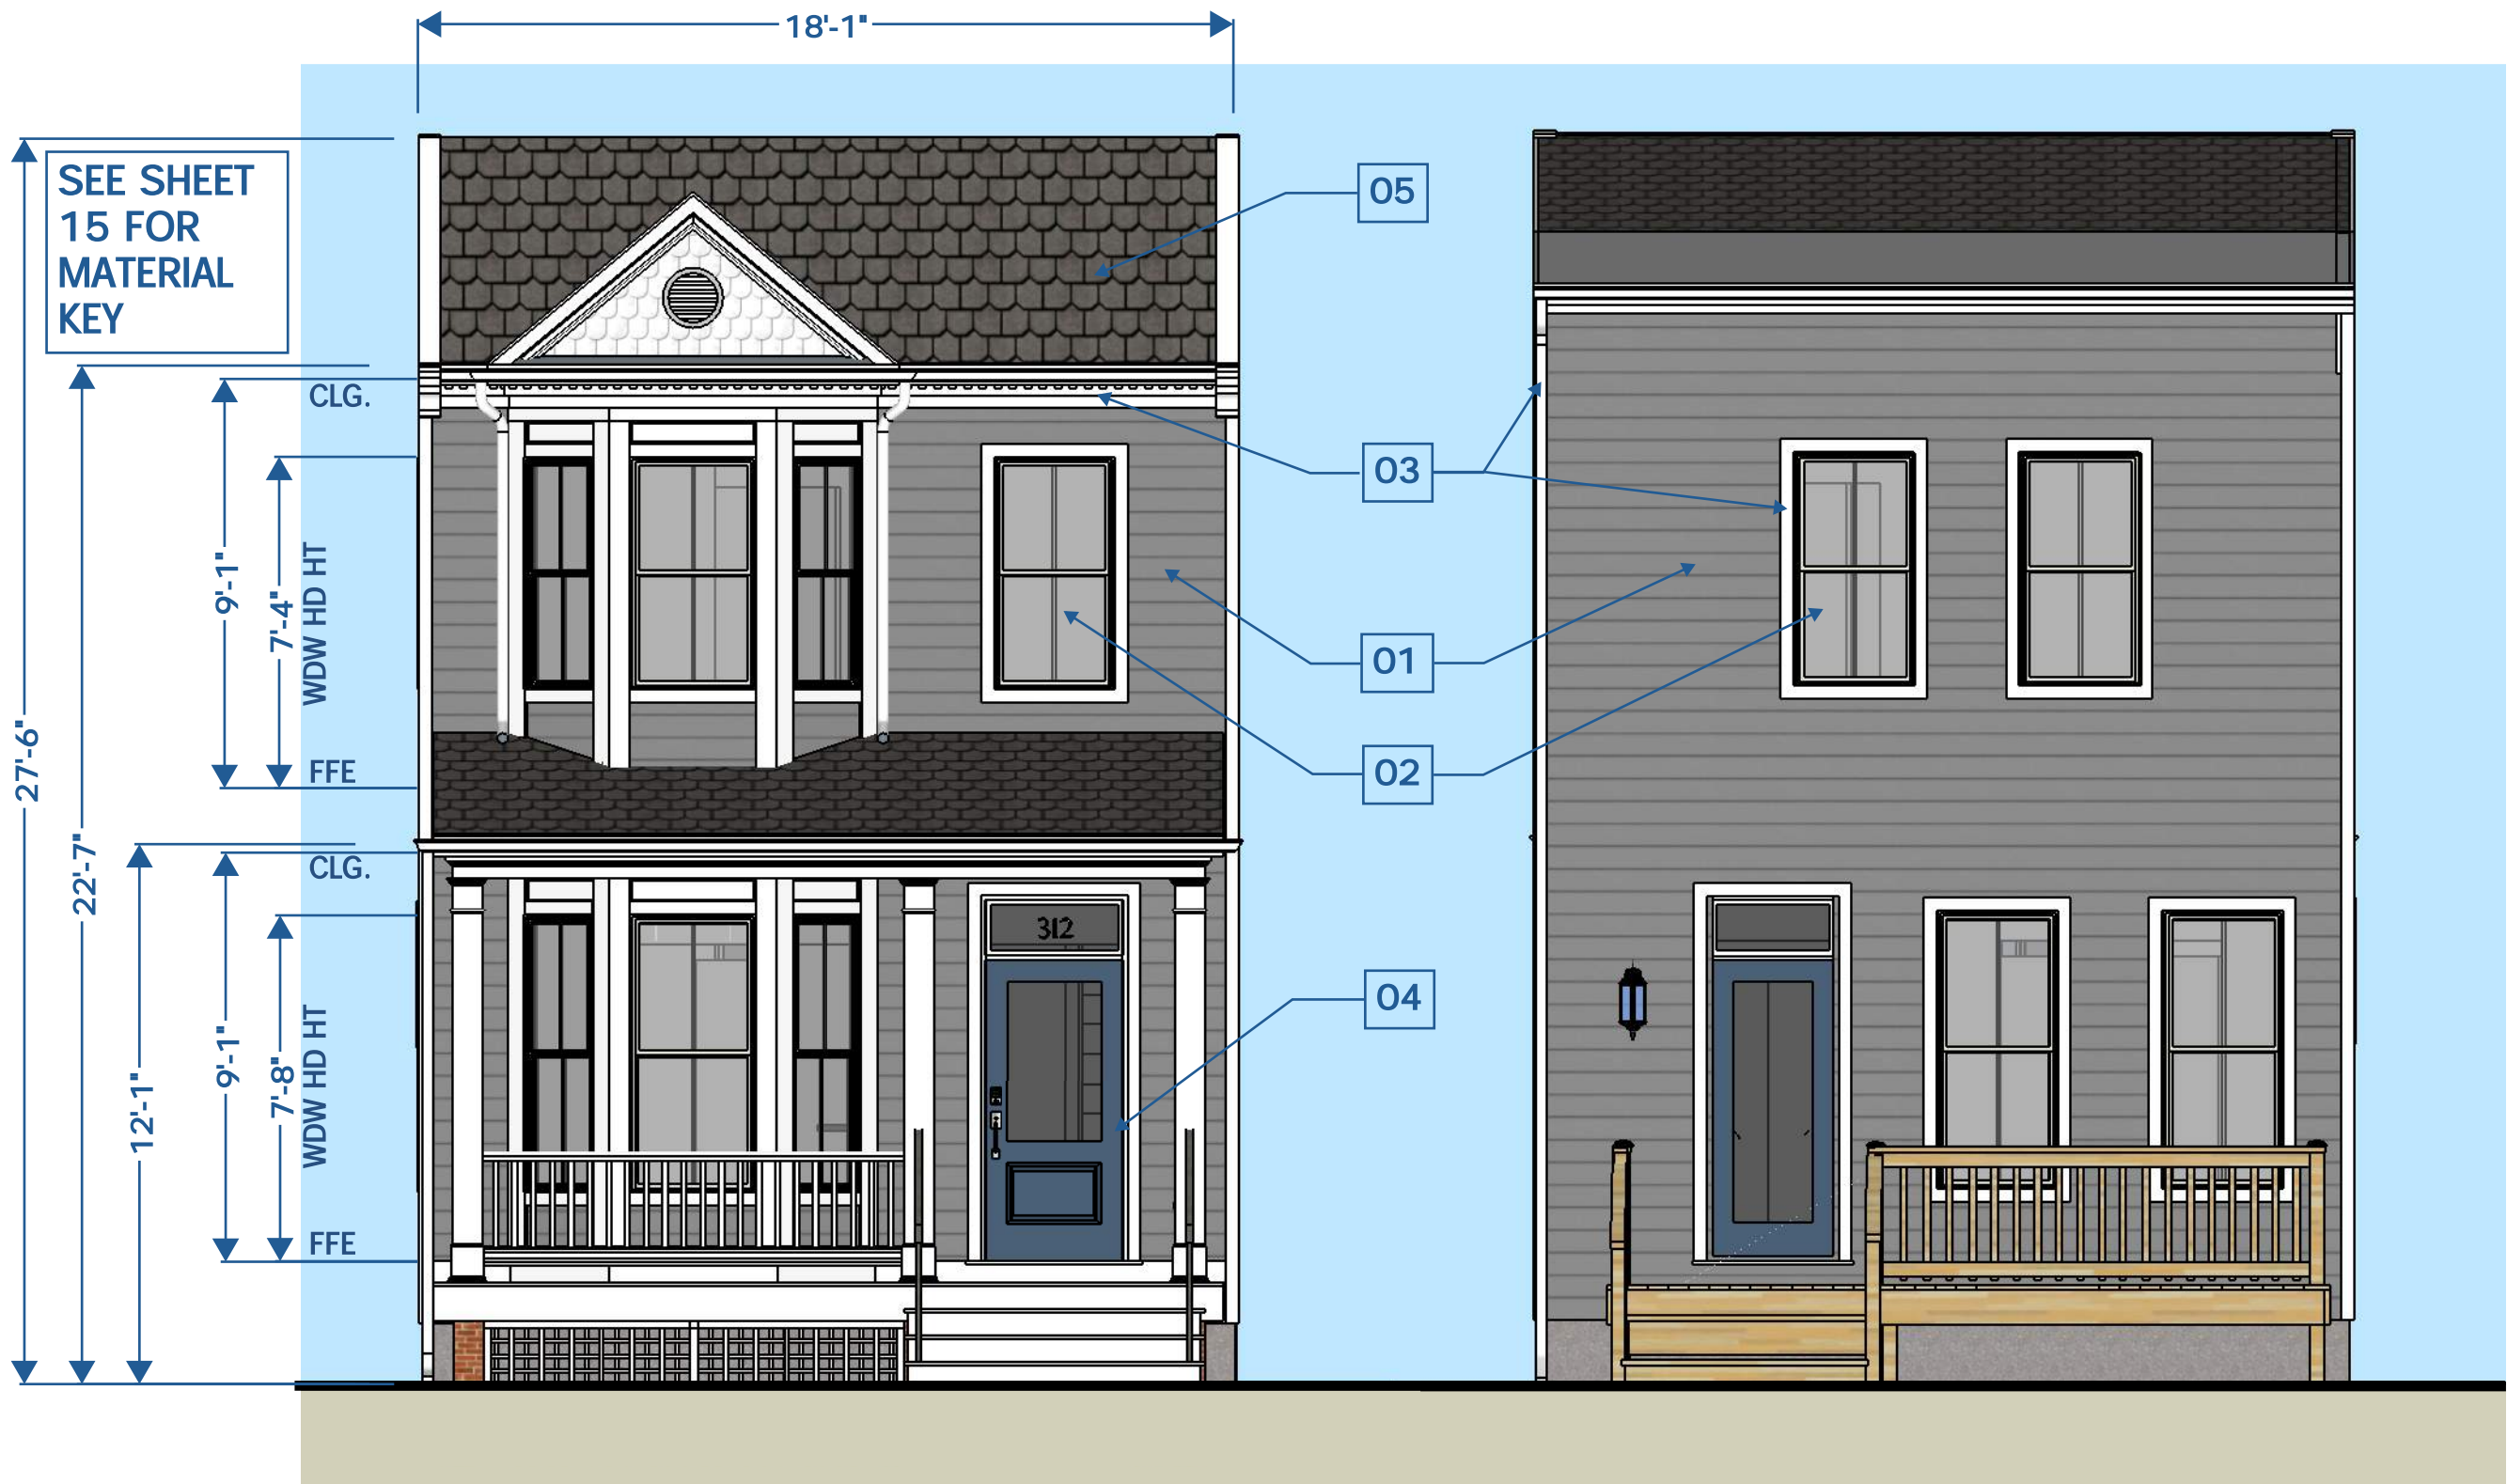 18'-1"
SEE SHEET
15 FOR
MATERIAL
KEY
05
CLG.
03
9'-1"
7'-4"
WDW HD HT
01
27'-6"
FFE
02
22'-7"
CLG.
312
04
12'-1"
9'-1"
7'-8"
WDW HD HT
FFE